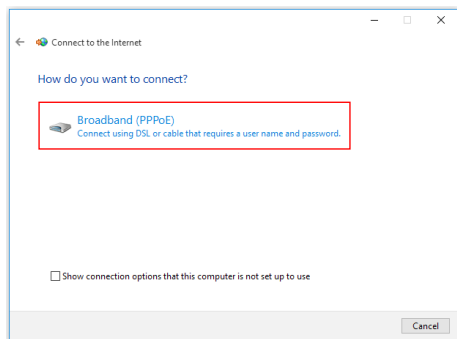 Connect to the Internet
How do you want to connect?
Broadband (PPPoE)
Connect using DSL or cable that requires a user name and password.
Show connection options that this computer is not set up to use
Cancel